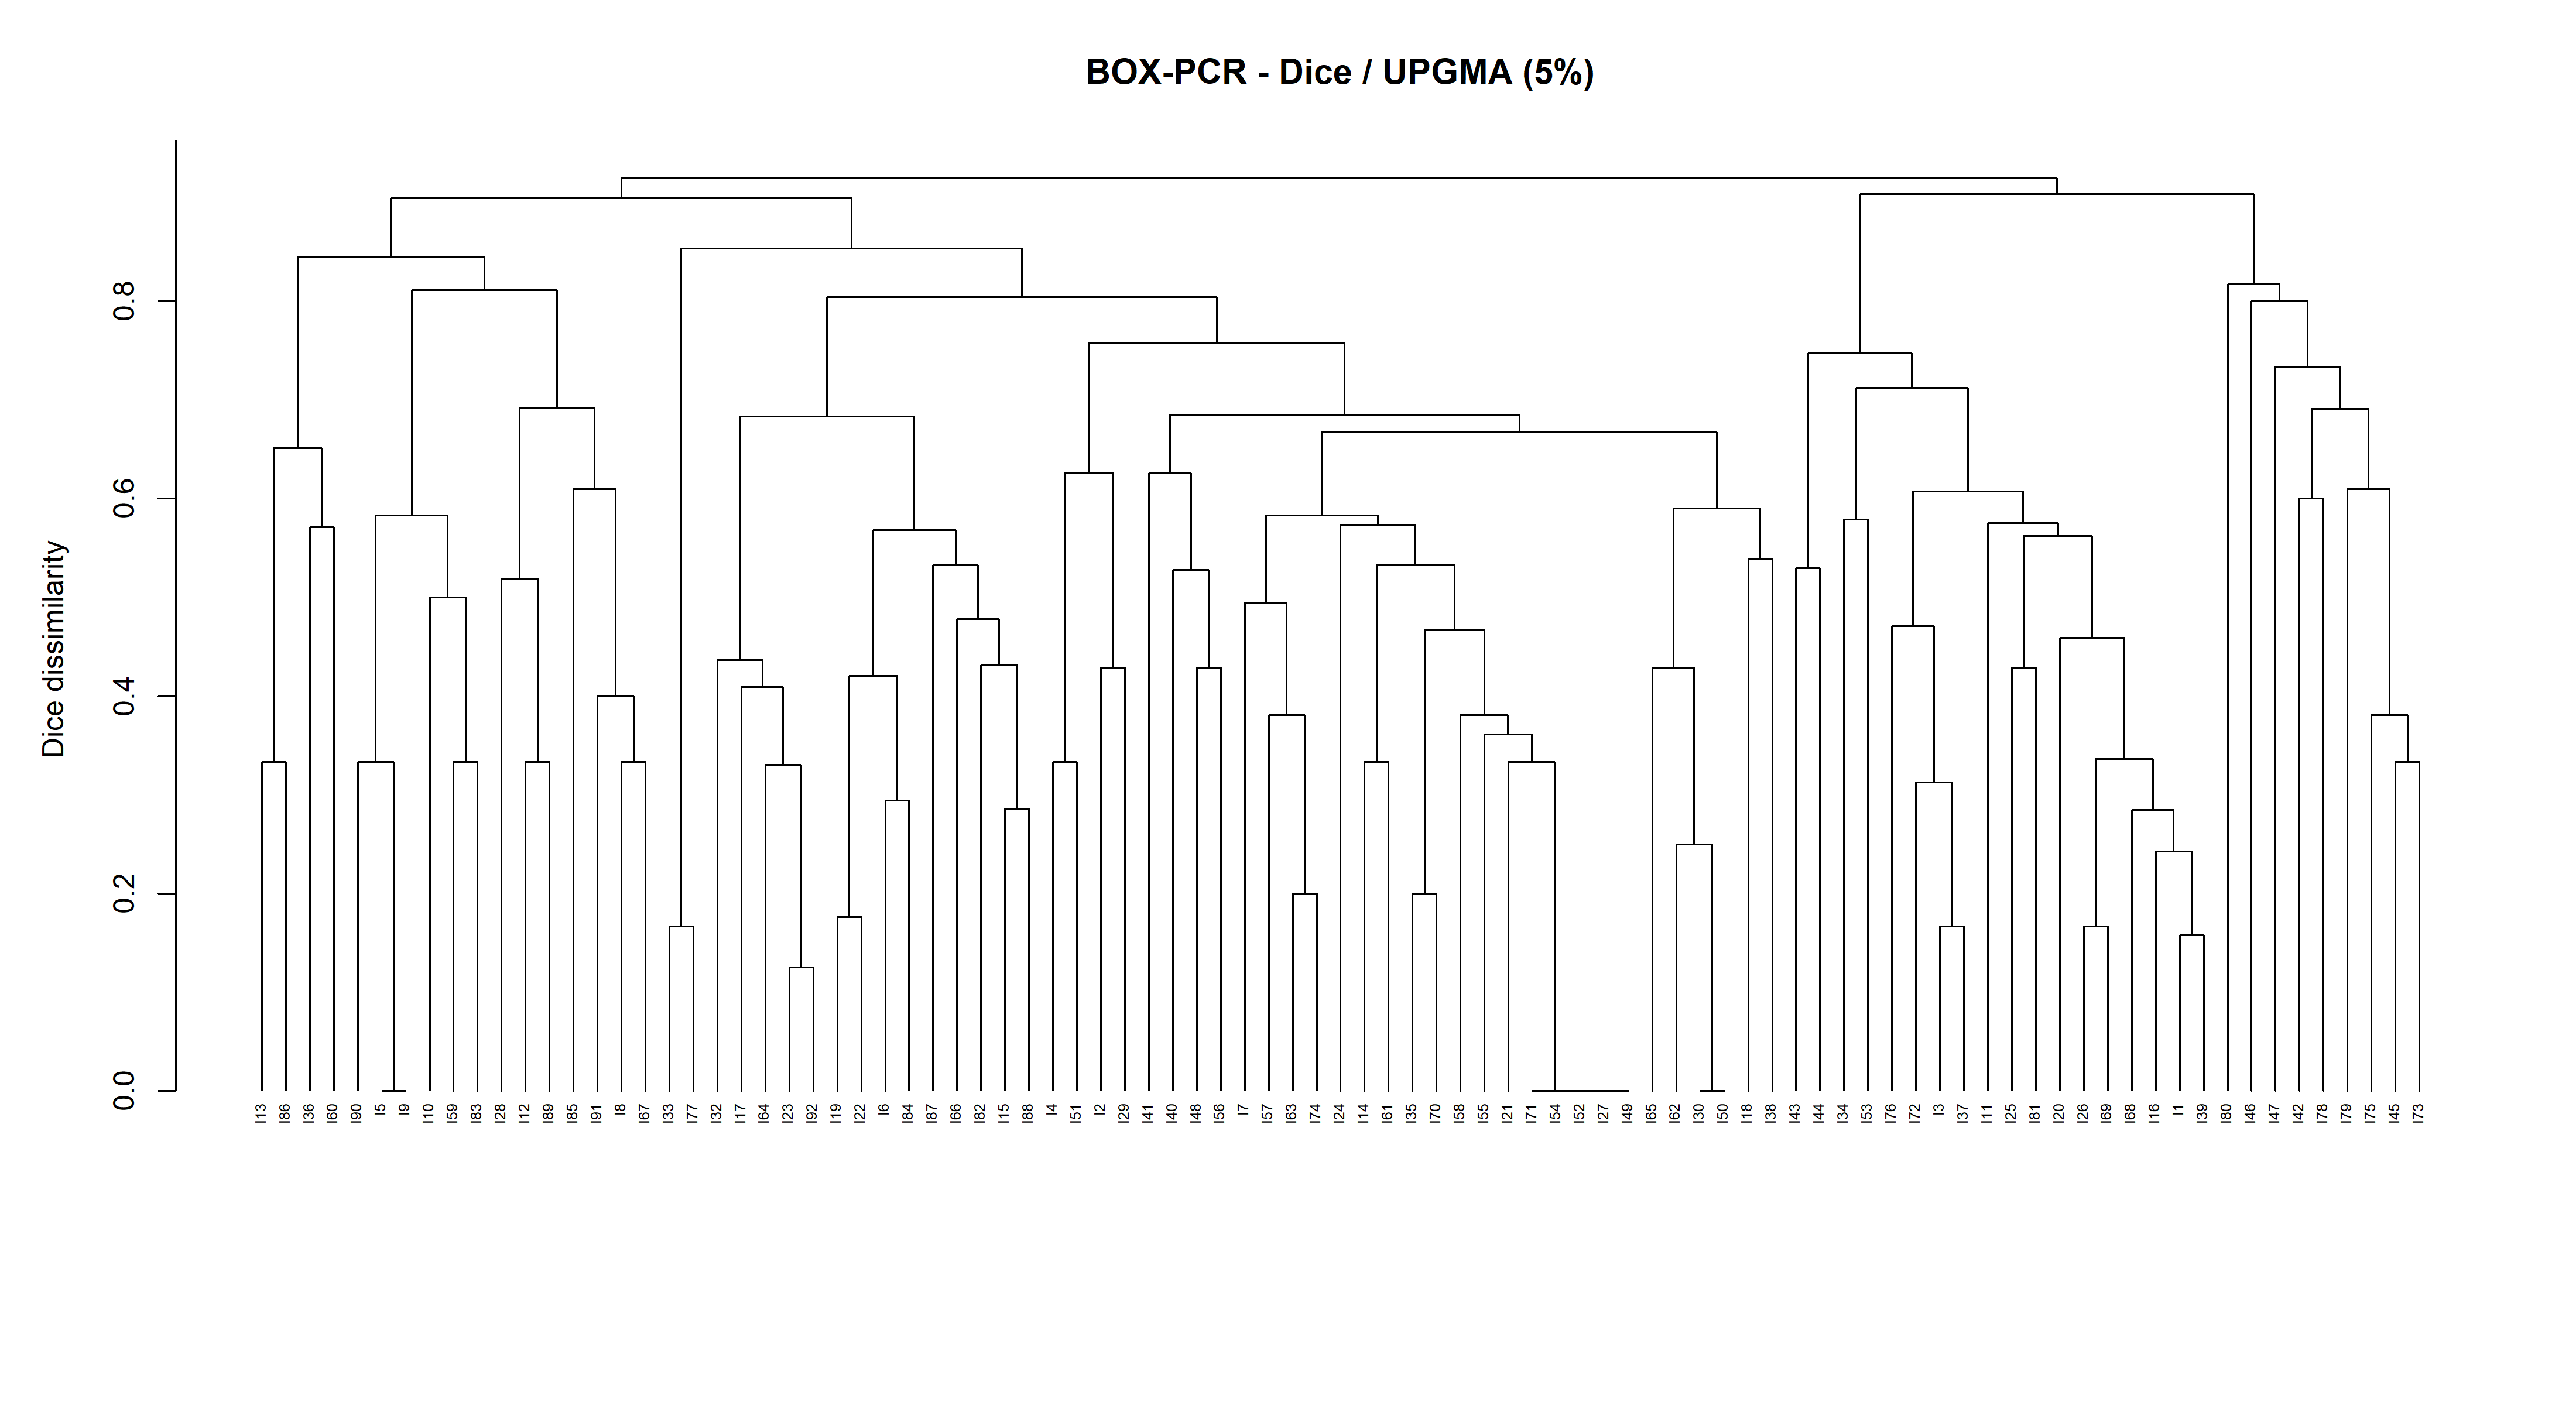 BOX-PCR - Dice / UPGMA (5%)
Dice dissimilarity
0.8
0.6
0.4
0.2
0.0
I13 I86 I36 I60 I90 I5 I9 I10 I59 I83 I28 I12 I89 I85 I91 I8 I67 I33 I77 I32 I17 I64 I23 I92 I19 I22 I6 I84 I87 I66 I82 I15 I88 I4 I51 I2 I29 I41 I40 I48 I56 I7 I57 I63 I74 I24 I14 I61 I35 I70 I58 I55 I21 I71 I54 I52 I27 I49 I65 I62 I30 I50 I18 I38 I43 I44 I34 I53 I76 I72 I3 I37 I11 I25 I81 I20 I26 I69 I68 I16 I1 I39 I80 I46 I47 I42 I78 I79 I75 I45 I73